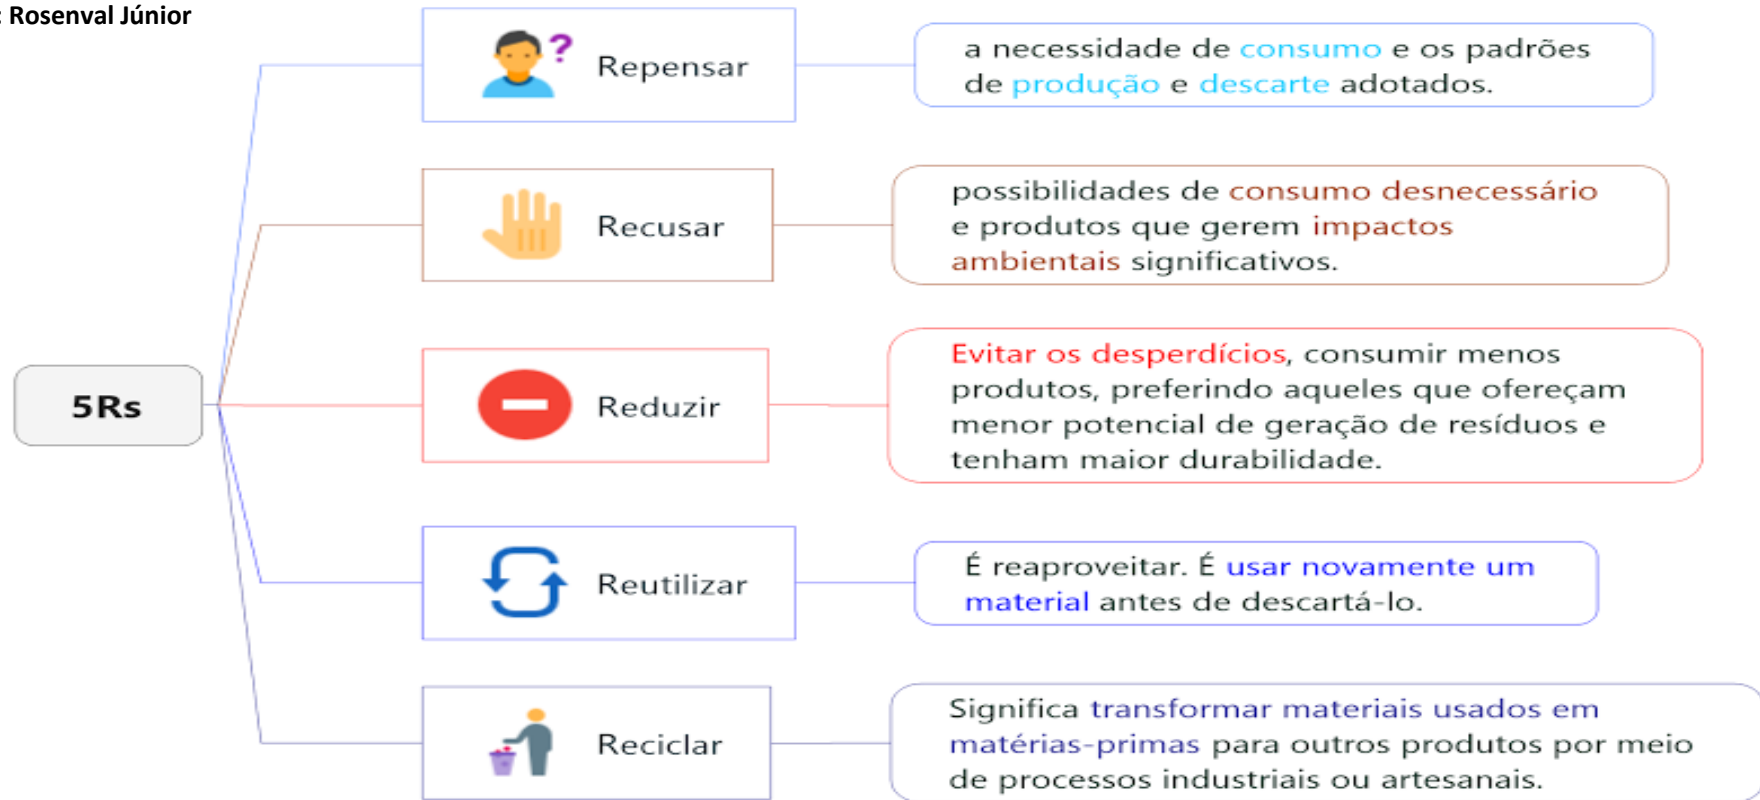 : Rosenval Júnior
Repensar
a necessidade de consumo e os padrões
de produção e descarte adotados.
Recusar
possibilidades de consumo desnecessário
e produtos que gerem impactos
ambientais significativos.
5Rs
Reduzir
Evitar os desperdícios, consumir menos
produtos, preferindo aqueles que ofereçam
menor potencial de geração de resíduos e
tenham maior durabilidade.
Reutilizar
É reaproveitar. É usar novamente um
material antes de descartá-lo.
Reciclar
Significa transformar materiais usados em
matérias-primas para outros produtos por meio
de processos industriais ou artesanais.